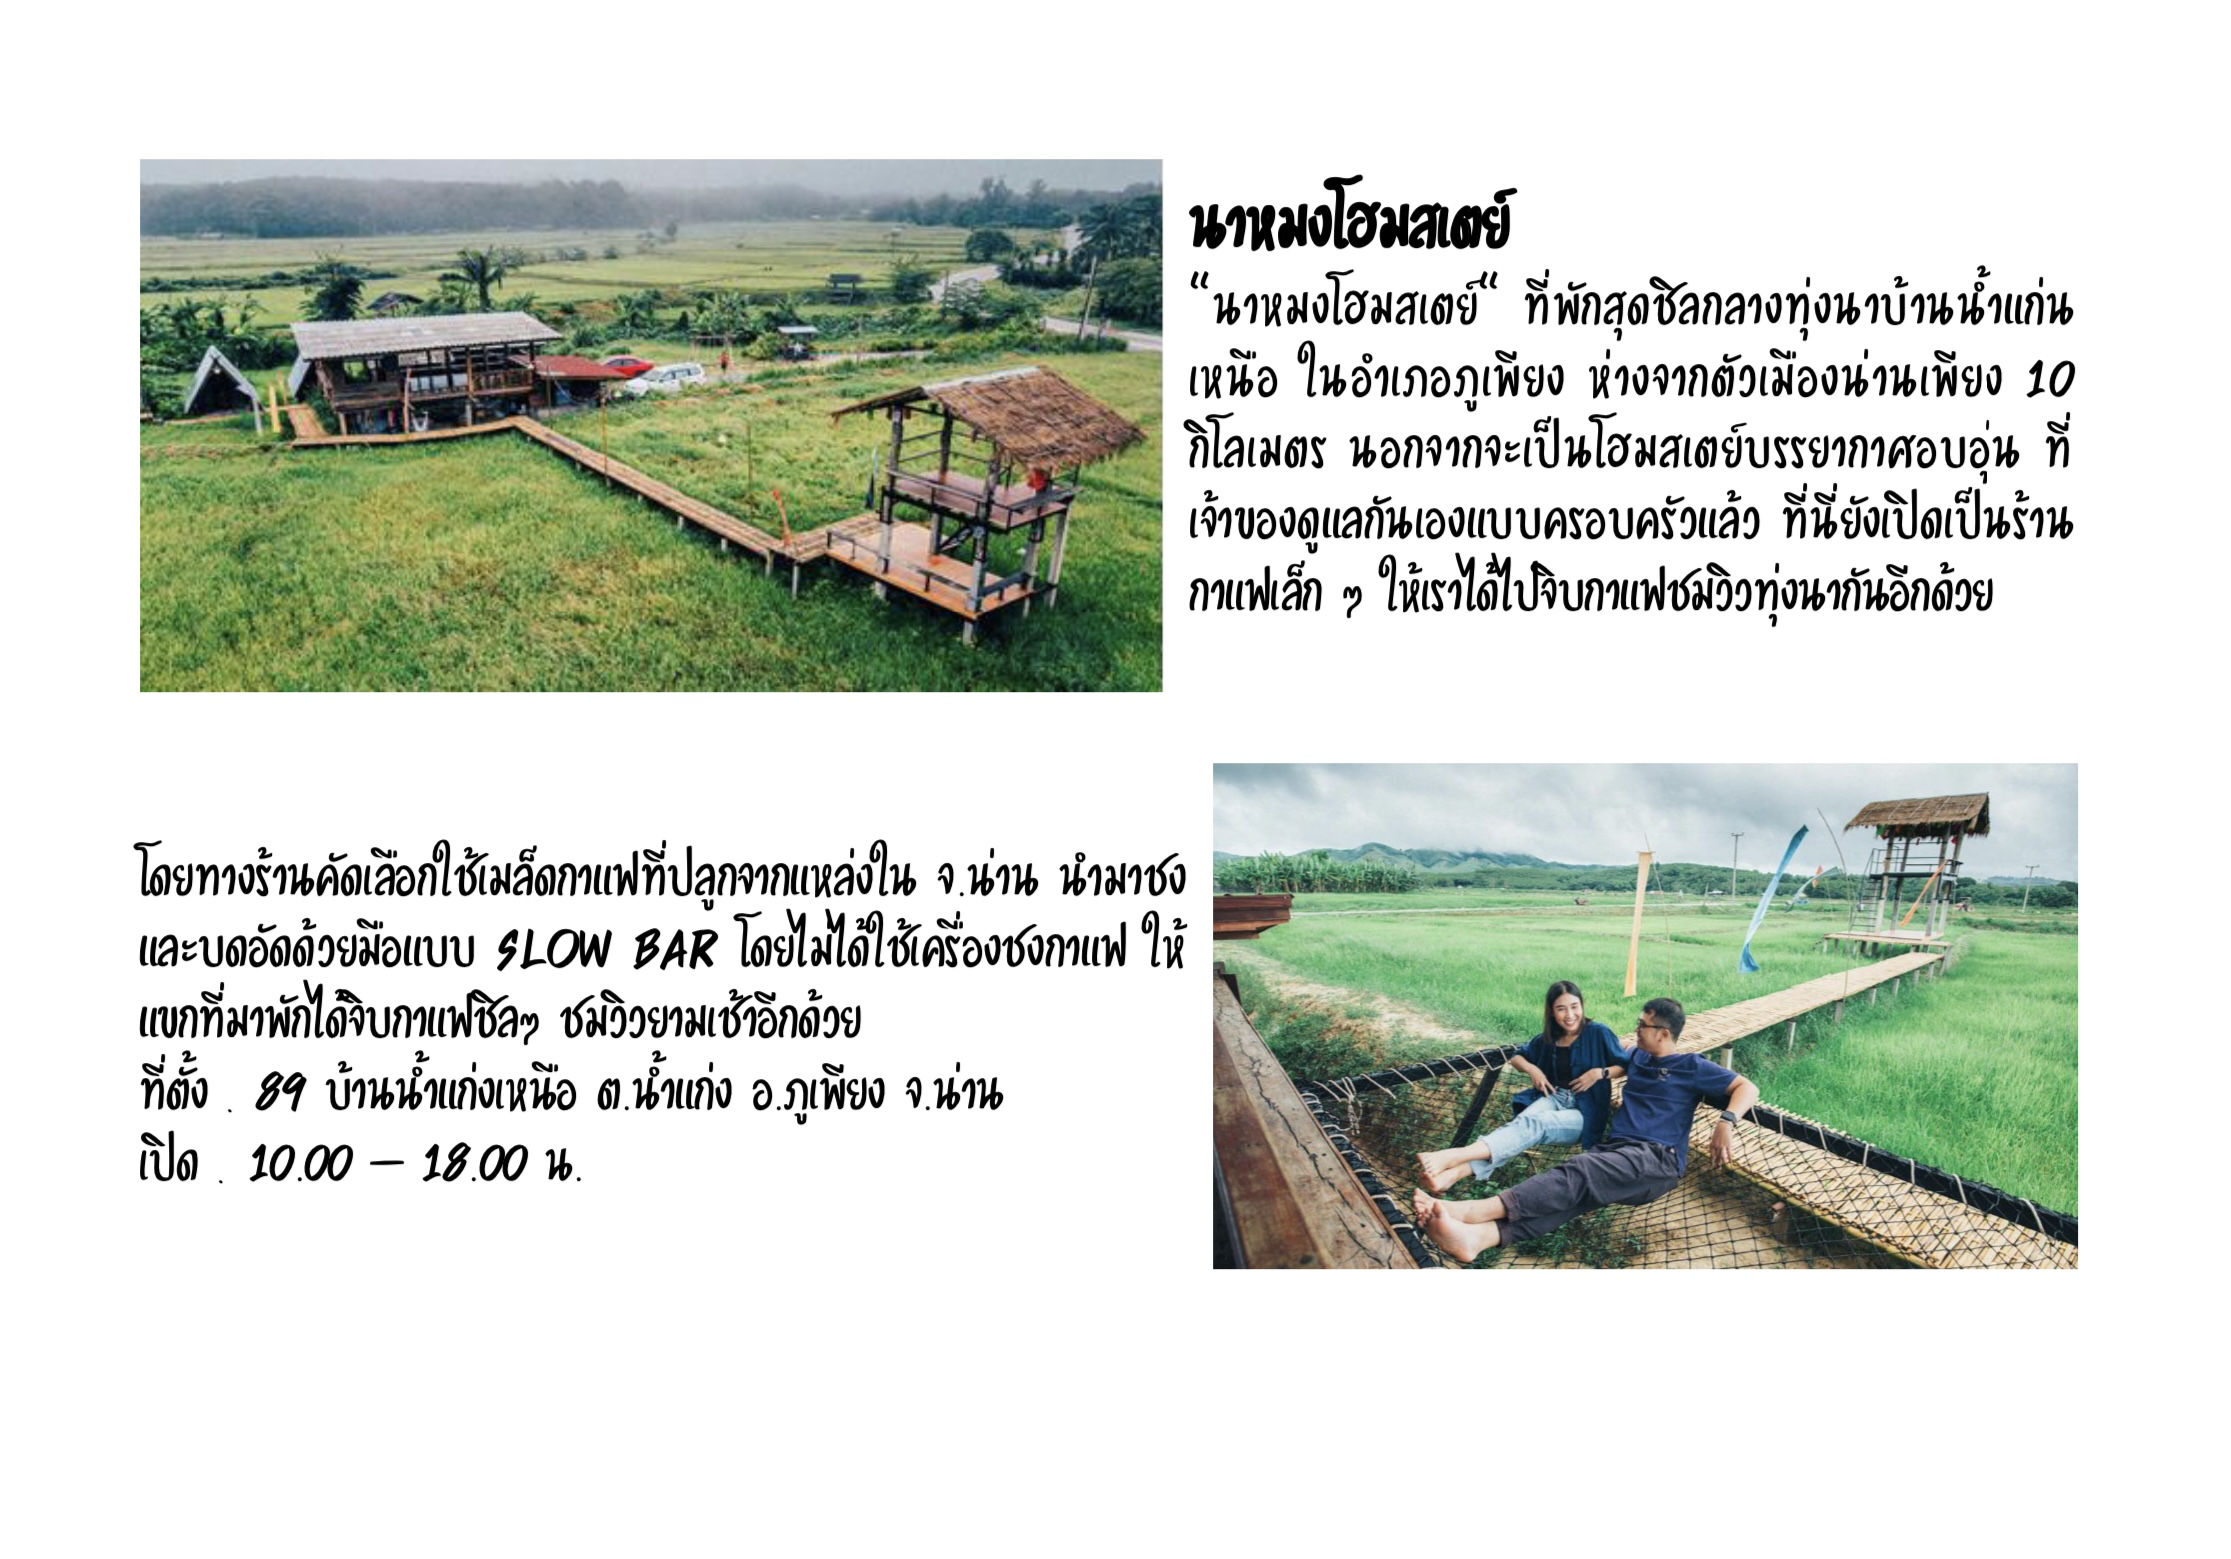 นาหมงโฮมสเตย์
“นาหมงโฮมสเตย์“ ที่พักสุดชิลกลางทุ่งนาบ้านน้ำแก่น
เหนือ ในอำเภอภูเพียง ห่างจากตัวเมืองน่านเพียง 10
กิโลเมตร นอกจากจะเป็นโฮมสเตย์บรรยากาศอบอุ่น ที่
เจ้าของดูแลกันเองแบบครอบครัวแล้ว ที่นี่ยังเปิดเป็นร้าน
กาแฟเล็ก ๆ ให้เราได้ไปจิบกาแฟชมวิวทุ่งนากันอีกด้วย
โดยทางร้านคัดเลือกใช้เมล็ดกาแฟที่ปลูกจากแหล่งใน จ.น่าน นำมาชง
และบดอัดด้วยมือแบบ SLOW BAR โดยไม่ได้ใช้เครื่องชงกาแฟ ให้
แขกที่มาพักได้จิบกาแฟชิลๆ ชมวิวยามเช้าอีกด้วย
ที่ตั้ง . 89 บ้านน้ำแก่งเหนือ ต.น้ำแก่ง อ.ภูเพียง จ.น่าน
เปิด . 10.00 – 18.00 น.